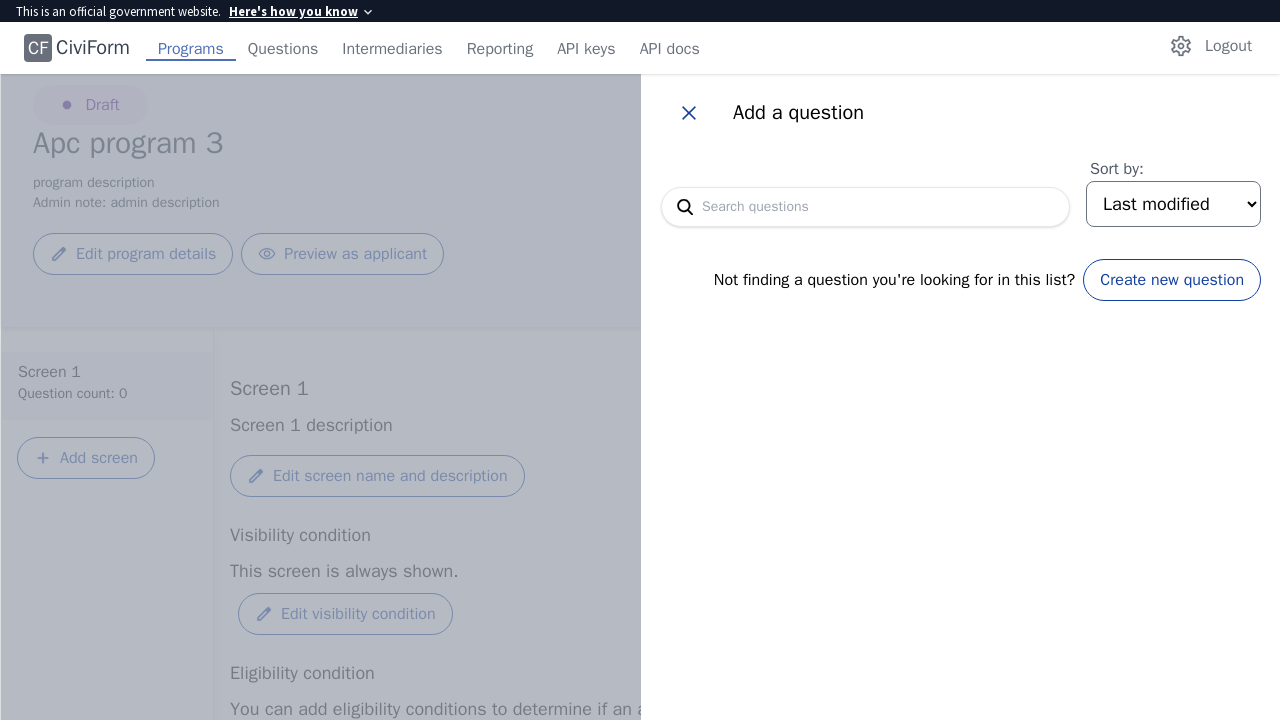 This is an official government website. Here's how you know
CF CiviForm Programs Questions Intermediaries Reporting API keys API docs Logout
Draft
Apc program 3
program description
Admin note: admin description
Edit program details Preview as applicant
Screen 1
Question count: 0
Add screen
Screen 1
Screen 1 description
Edit screen name and description
Visibility condition
This screen is always shown.
Edit visibility condition
Eligibility condition
You can add eligibility conditions to determine if an
Add a question
Sort by:
Search questions
Last modified
Not finding a question you're looking for in this list? Create new question